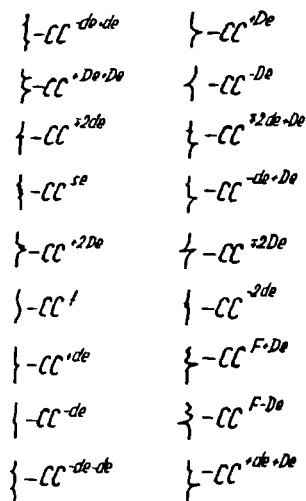 -CC^-de+de
-CC^+De+De
-CC^±2de
-CC^se
-CC^+2De
-CC^f
-CC^+de
-CC^-de
-CC^-de-de
-CC^+De
-CC^-De
-CC^±2de+De
-CC^-de+De
-CC^±2De
-CC^-2de
-CC^F+De
-CC^F-De
-CC^+de+De